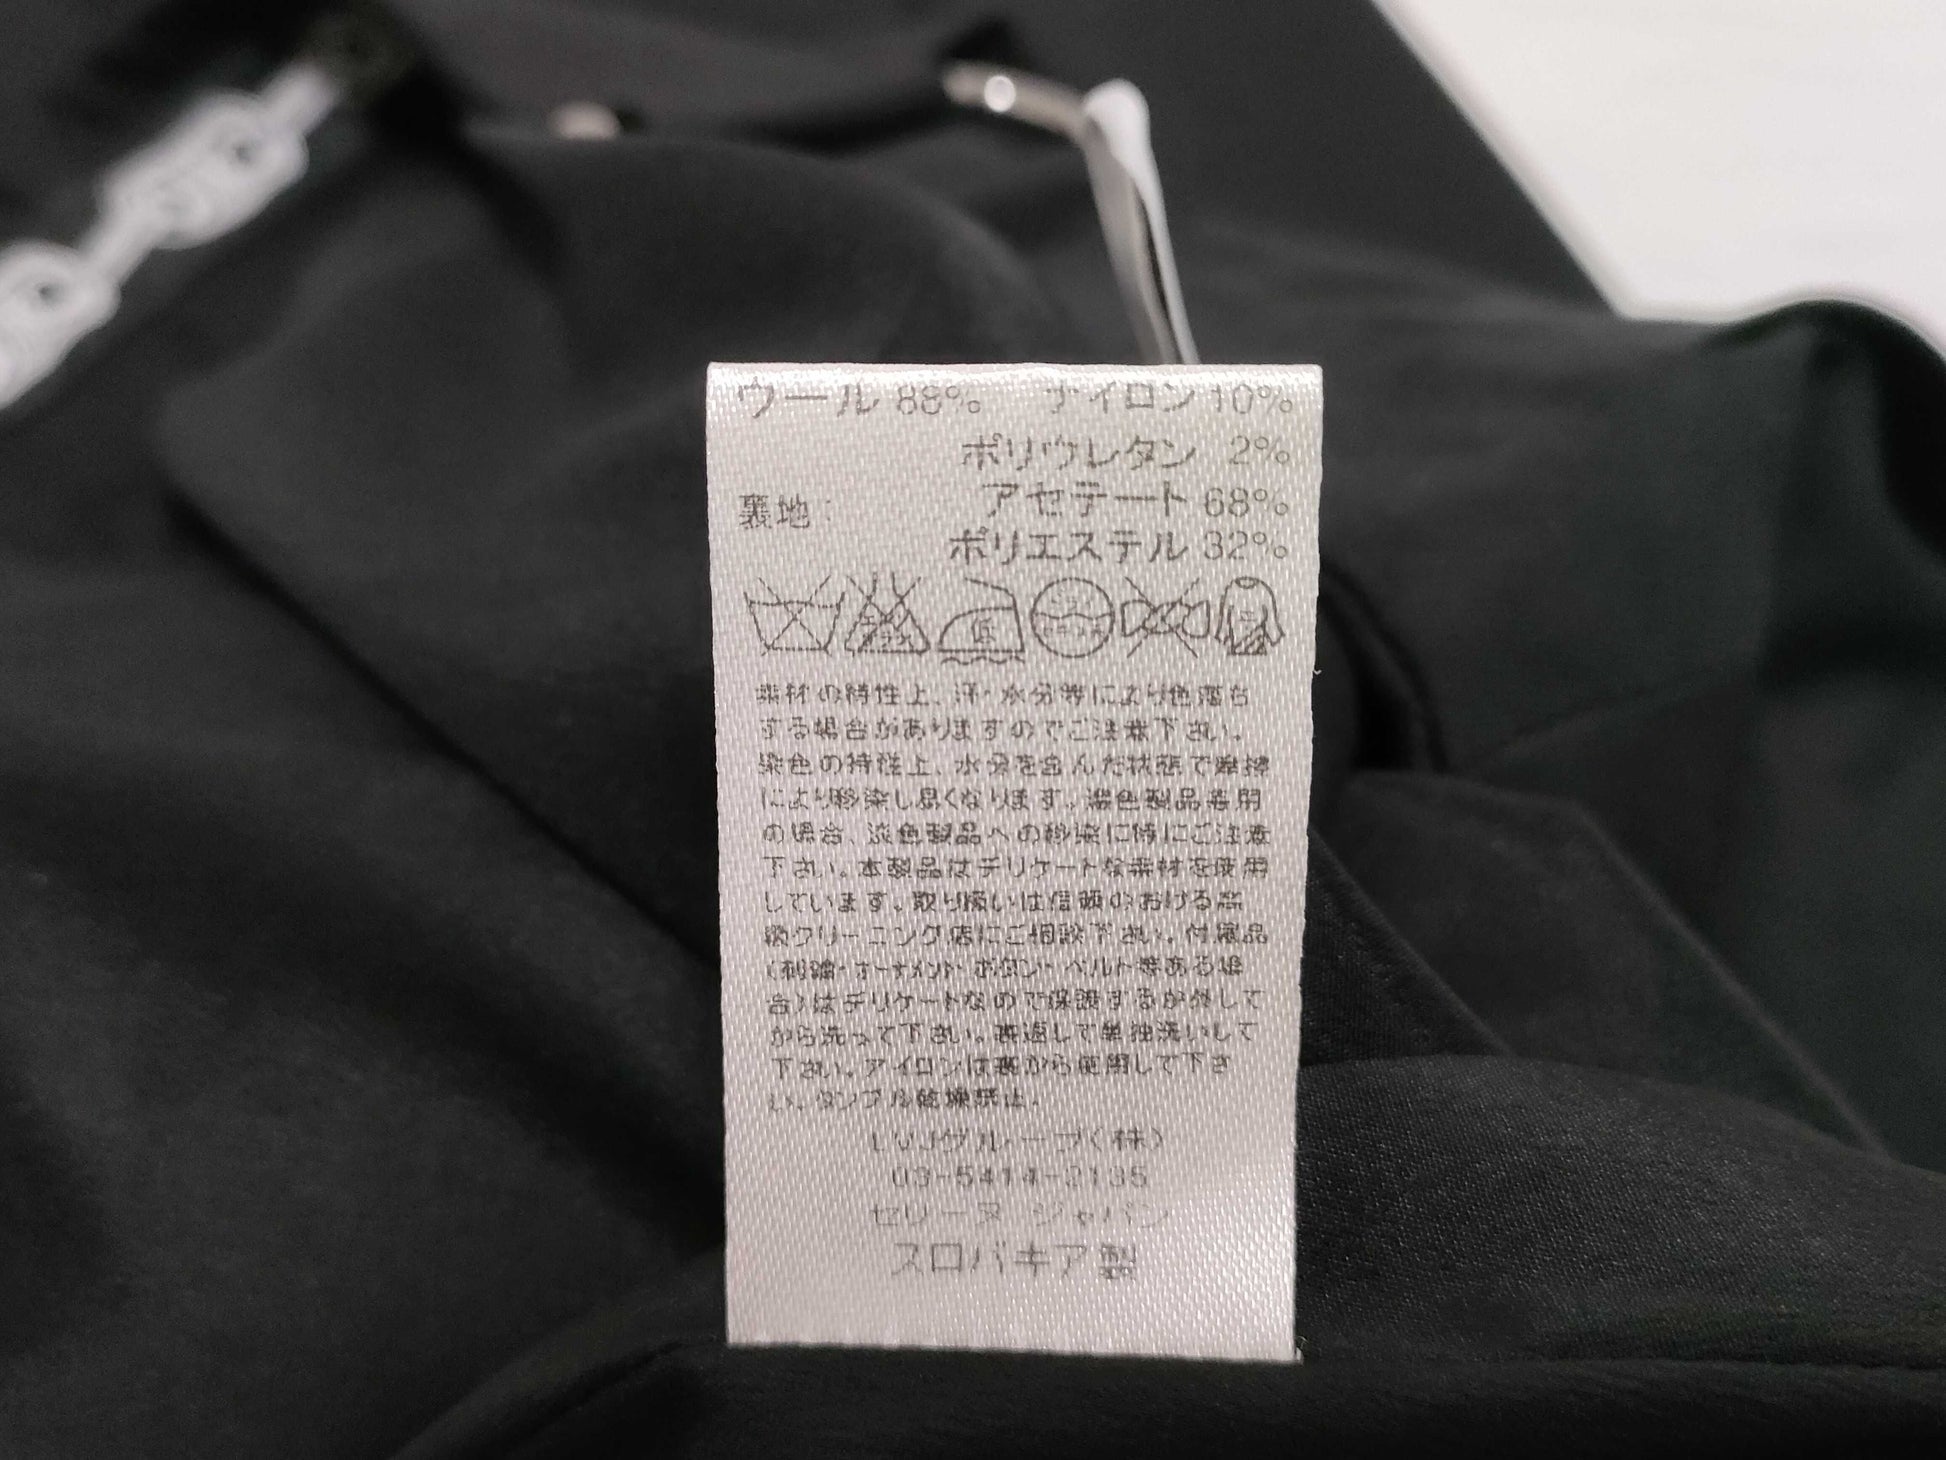 ウール 88% ナイロン 10%
ポリウレタン 2%
裏地: アセテート 68%
ポリエステル 32%
素材の特性上、汗・水分等により色落ち
する場合がありますのでご注意下さい。
染色の特性上、水分を含んだ状態で摩擦
により移染し易くなります。濃色製品着用
の場合、淡色製品への移染に特にご注意
下さい。本製品はデリケートな素材を使用
しています。取り扱いは信頼のおける高
級クリーニング店にご相談下さい。付属品
(刺繍・オーナメント・ボタン・ベルト等ある場
合)はデリケートなので保護するか外して
から洗って下さい。裏返して単独洗いして
下さい。アイロンは裏から使用して下さ
い。タンブル乾燥禁止。
LVJグループ(株)
03-5414-2135
セリーヌ ジャパン
スロバキア製